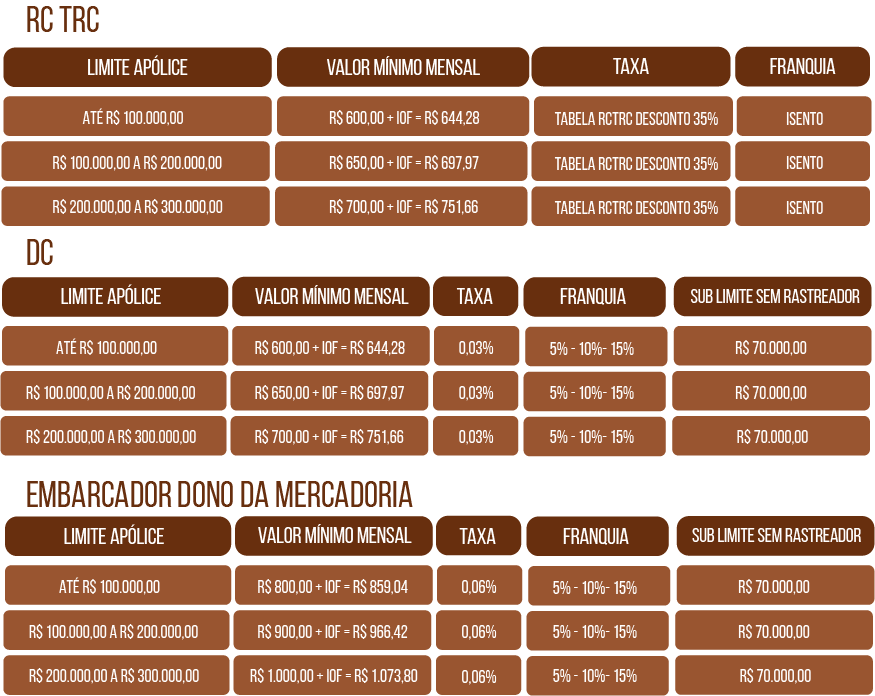 RC TRC
LIMITE APÓLICE VALOR MÍNIMO MENSAL TAXA FRANQUIA
ATÉ R$ 100.000,00 R$ 600,00 + IOF = R$ 644,28 TABELA RCTRC DESCONTO 35% ISENTO
R$ 100.000,00 A R$ 200.000,00 R$ 650,00 + IOF = R$ 697,97 TABELA RCTRC DESCONTO 35% ISENTO
R$ 200.000,00 A R$ 300.000,00 R$ 700,00 + IOF = R$ 751,66 TABELA RCTRC DESCONTO 35% ISENTO
DC
LIMITE APÓLICE VALOR MÍNIMO MENSAL TAXA FRANQUIA SUB LIMITE SEM RASTREADOR
ATÉ R$ 100.000,00 R$ 600,00 + IOF = R$ 644,28 0,03% 5% - 10%- 15% R$ 70.000,00
R$ 100.000,00 A R$ 200.000,00 R$ 650,00 + IOF = R$ 697,97 0,03% 5% - 10%- 15% R$ 70.000,00
R$ 200.000,00 A R$ 300.000,00 R$ 700,00 + IOF = R$ 751,66 0,03% 5% - 10%- 15% R$ 70.000,00
EMBARCADOR DONO DA MERCADORIA
LIMITE APÓLICE VALOR MÍNIMO MENSAL TAXA FRANQUIA SUB LIMITE SEM RASTREADOR
ATÉ R$ 100.000,00 R$ 800,00 + IOF = R$ 859,04 0,06% 5% - 10%- 15% R$ 70.000,00
R$ 100.000,00 A R$ 200.000,00 R$ 900,00 + IOF = R$ 966,42 0,06% 5% - 10%- 15% R$ 70.000,00
R$ 200.000,00 A R$ 300.000,00 R$ 1.000,00 + IOF = R$ 1.073,80 0,06% 5% - 10%- 15% R$ 70.000,00